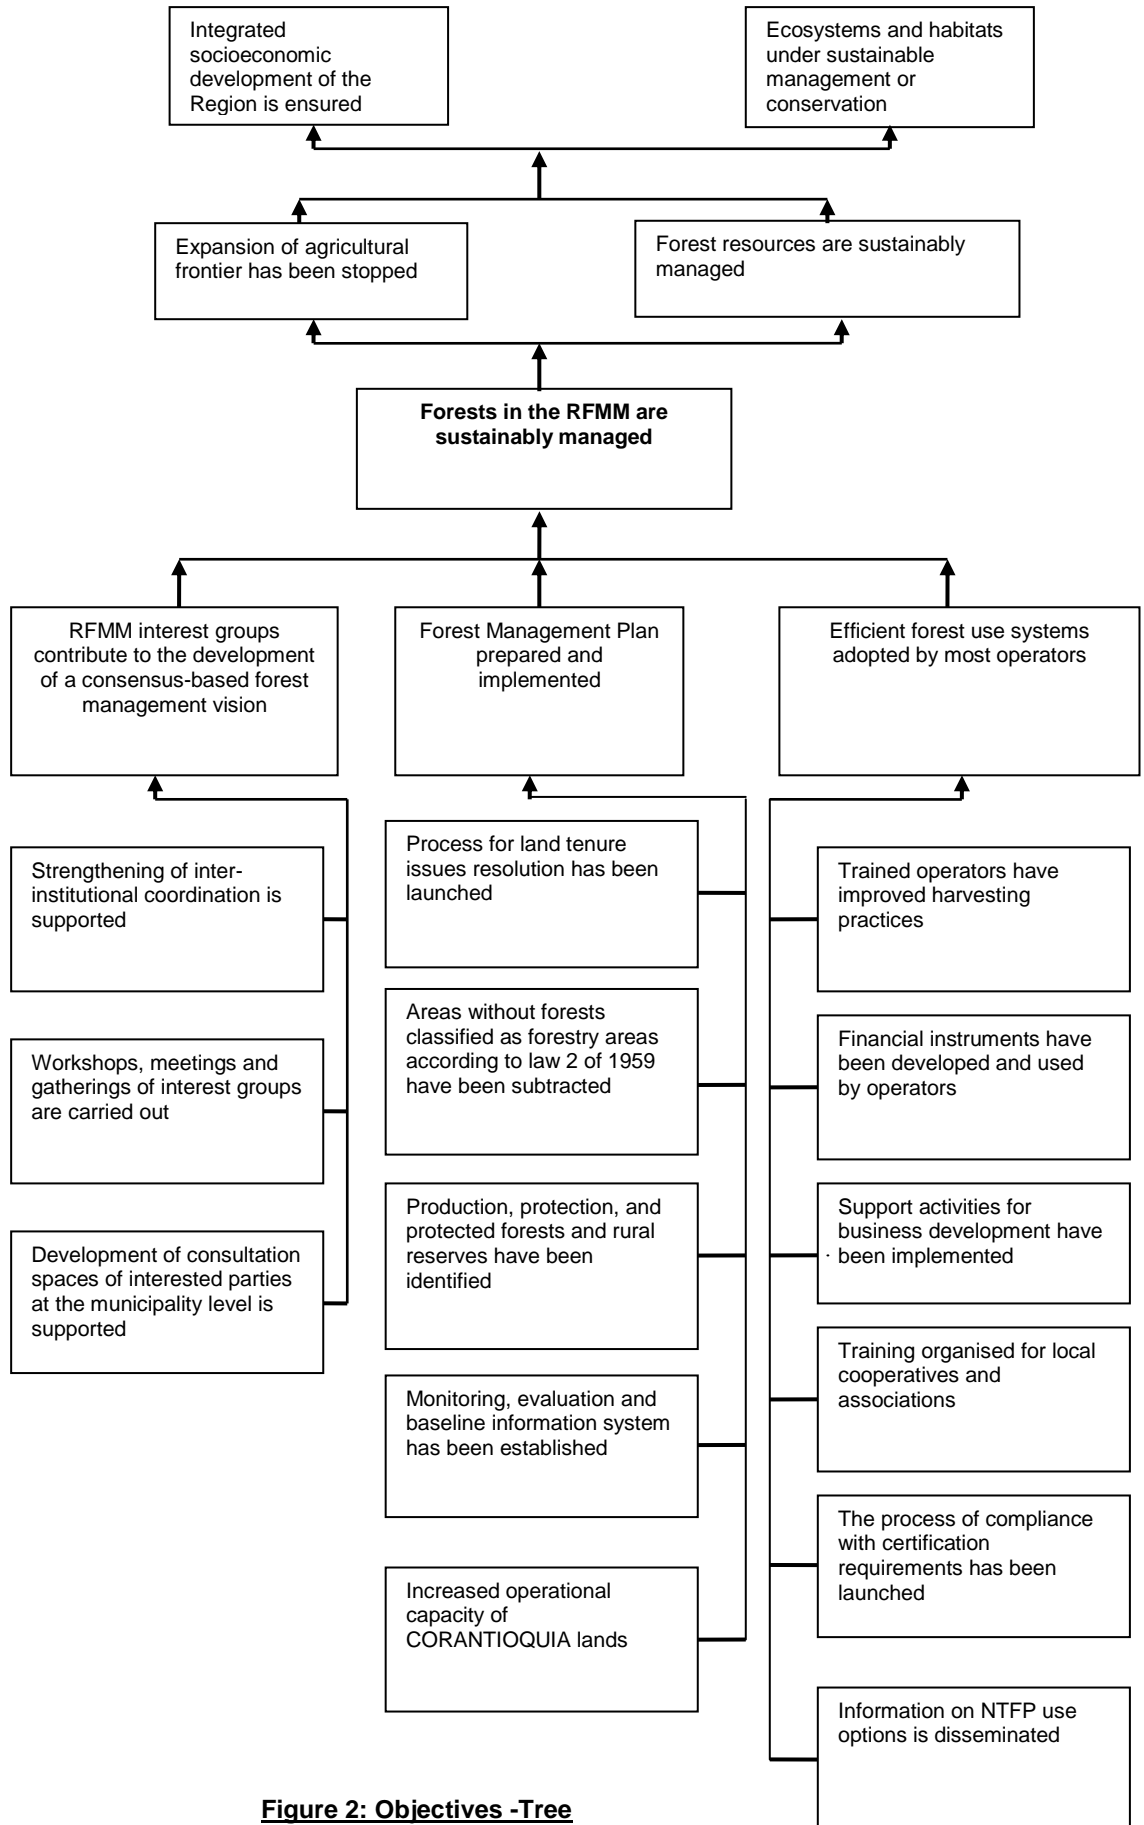 Integrated
socioeconomic
development of the
Region is ensured
Ecosystems and habitats
under sustainable
management or
conservation
Expansion of agricultural
frontier has been stopped
Forest resources are sustainably
managed
Forests in the RFMM are
sustainably managed
RFMM interest groups
contribute to the development
of a consensus-based forest
management vision
Forest Management Plan
prepared and
implemented
Efficient forest use systems
adopted by most operators
Strengthening of inter-
institutional coordination is
supported
Workshops, meetings and
gatherings of interest groups
are carried out
Development of consultation
spaces of interested parties
at the municipality level is
supported
Process for land tenure
issues resolution has been
launched
Areas without forests
classified as forestry areas
according to law 2 of 1959
have been subtracted
Production, protection, and
protected forests and rural
reserves have been
identified
Monitoring, evaluation and
baseline information system
has been established
Increased operational
capacity of
CORANTIOQUIA lands
Trained operators have
improved harvesting
practices
Financial instruments have
been developed and used
by operators
Support activities for
business development have
been implemented
Training organised for local
cooperatives and
associations
The process of compliance
with certification
requirements has been
launched
Information on NTFP use
options is disseminated
Figure 2: Objectives -Tree